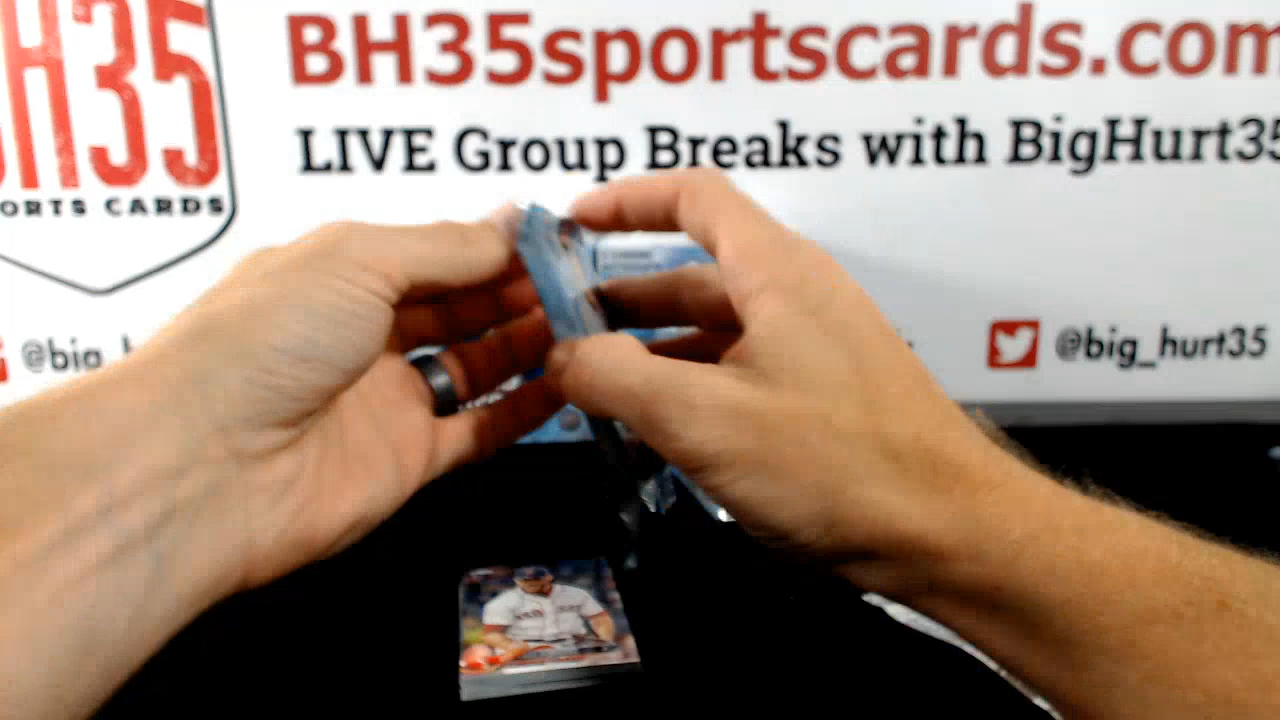 H35
ORTS CARDS
BH35sportscards.com
LIVE Group Breaks with BigHurt35
@big_hurt35